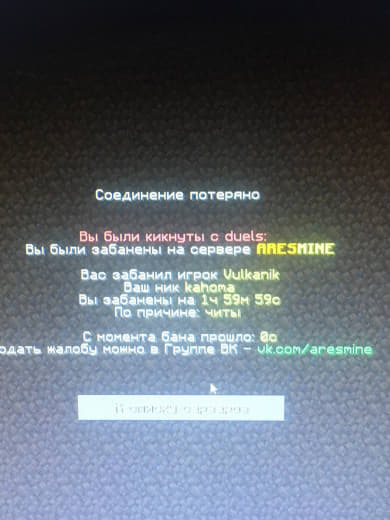 Соединение потеряно
Вы были кикнуты с duels:
Вы были забанены на сервере ARESMINE
Вас забанил игрок Vulkanik
Ваш ник kahoma
Вы забанены на 1ч 59м 59с
По причине: читы
С момента бана прошло: 0с
одать жалобу можно в Группе ВК - vk.com/aresmine
К списку серверов